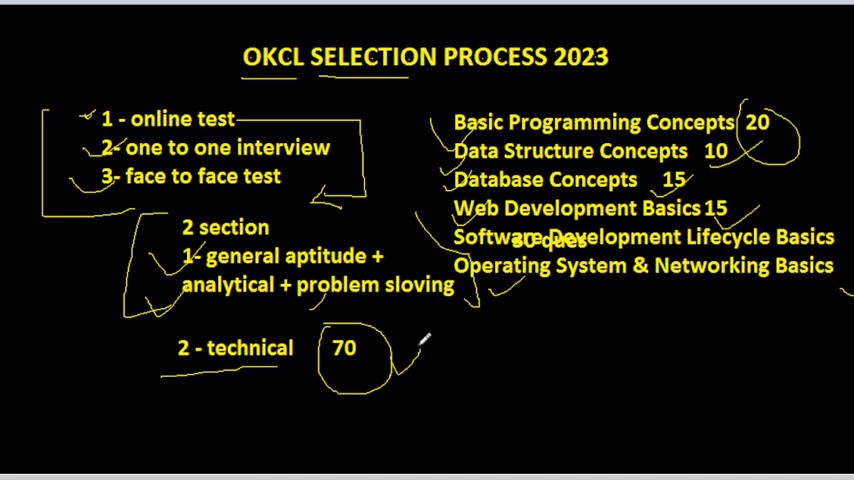 OKCL SELECTION PROCESS 2023
1 - online test
2- one to one interview
3- face to face test
2 section
1- general aptitude +
analytical + problem sloving
2 - technical 70
Basic Programming Concepts 20
Data Structure Concepts 10
Database Concepts 15
Web Development Basics 15
Software Development Lifecycle Basics
30 ques
Operating System & Networking Basics